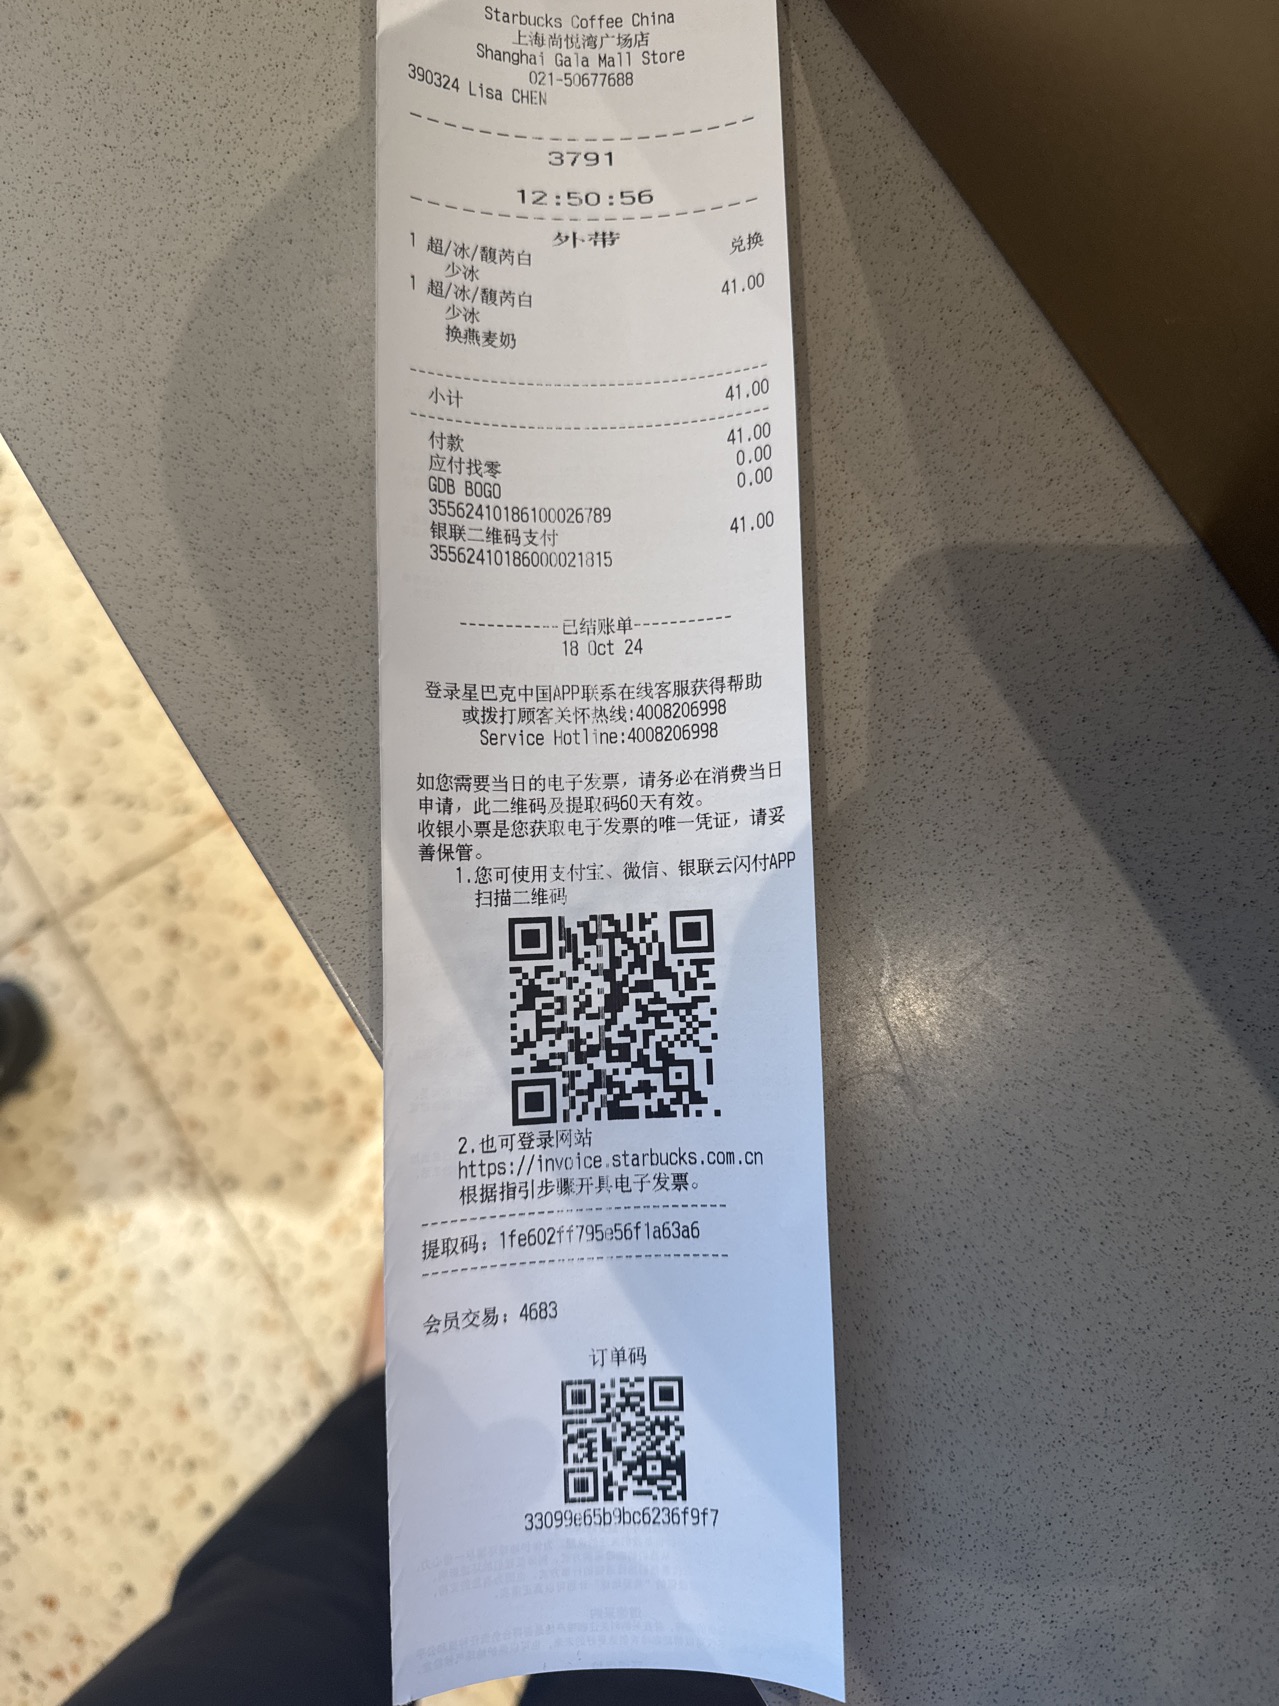 Starbucks Coffee China
上海尚悦湾广场店
Shanghai Gala Mall Store
021-50677688
390324 Lisa CHEN
3791
12:50:56
外带
1 超/冰/馥芮白 兑换
少冰
1 超/冰/馥芮白 41.00
少冰
换燕麦奶
小计 41.00
付款 41.00
应付找零 0.00
GDB BOGO 0.00
35562410186100026789
银联二维码支付 41.00
35562410186000021815
已结账单
18 Oct 24
登录星巴克中国APP联系在线客服获得帮助
或拨打顾客关怀热线:4008206998
Service Hotline:4008206998
如您需要当日的电子发票，请务必在消费当日
申请，此二维码及提取码60天有效。
收银小票是您获取电子发票的唯一凭证，请妥
善保管。
1.您可使用支付宝、微信、银联云闪付APP
扫描二维码
2.也可登录网站
https://invoice.starbucks.com.cn
根据指引步骤开具电子发票。
提取码：1fe602ff795e56f1a63a6
会员交易：4683
订单码
33099e65b9bc6236f9f7